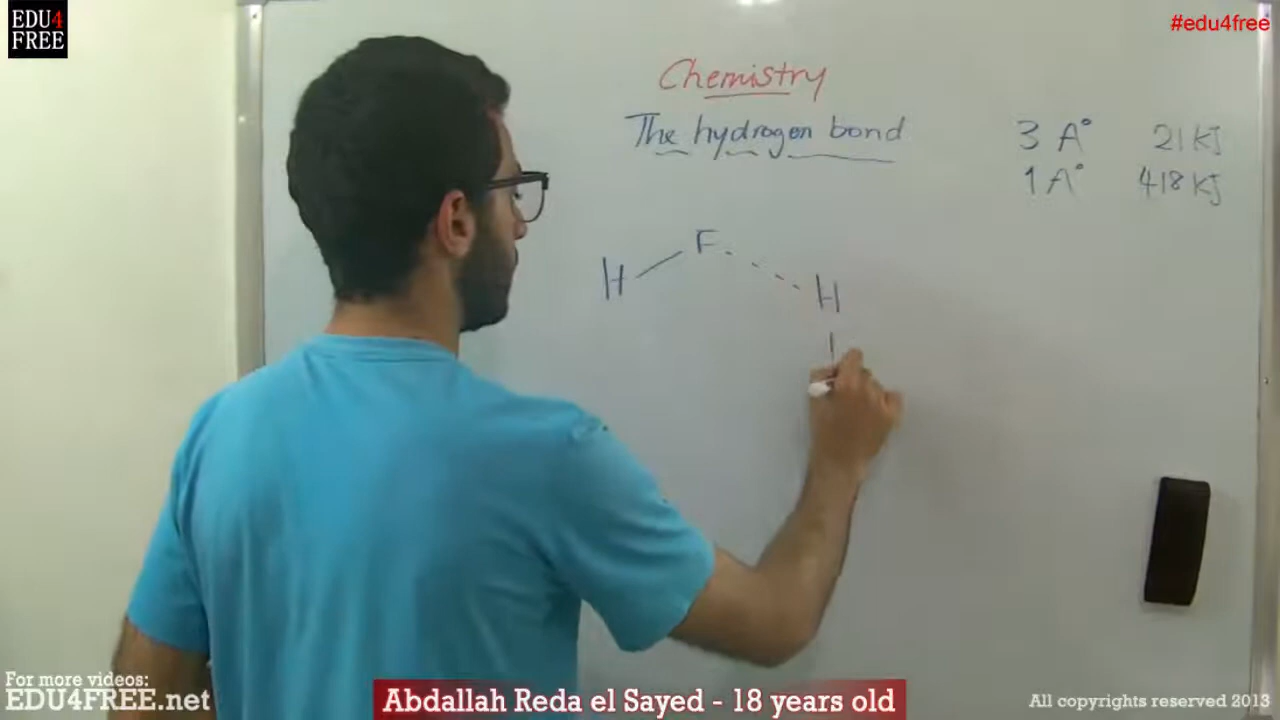 EDU4
FREE
#edu4free
Chemistry
The hydrogen bond
3 A° 21 KJ
1 A° 418 KJ
F
H
H
For more videos:
EDU4FREE.net
Abdallah Reda el Sayed - 18 years old
All copyrights reserved 2013